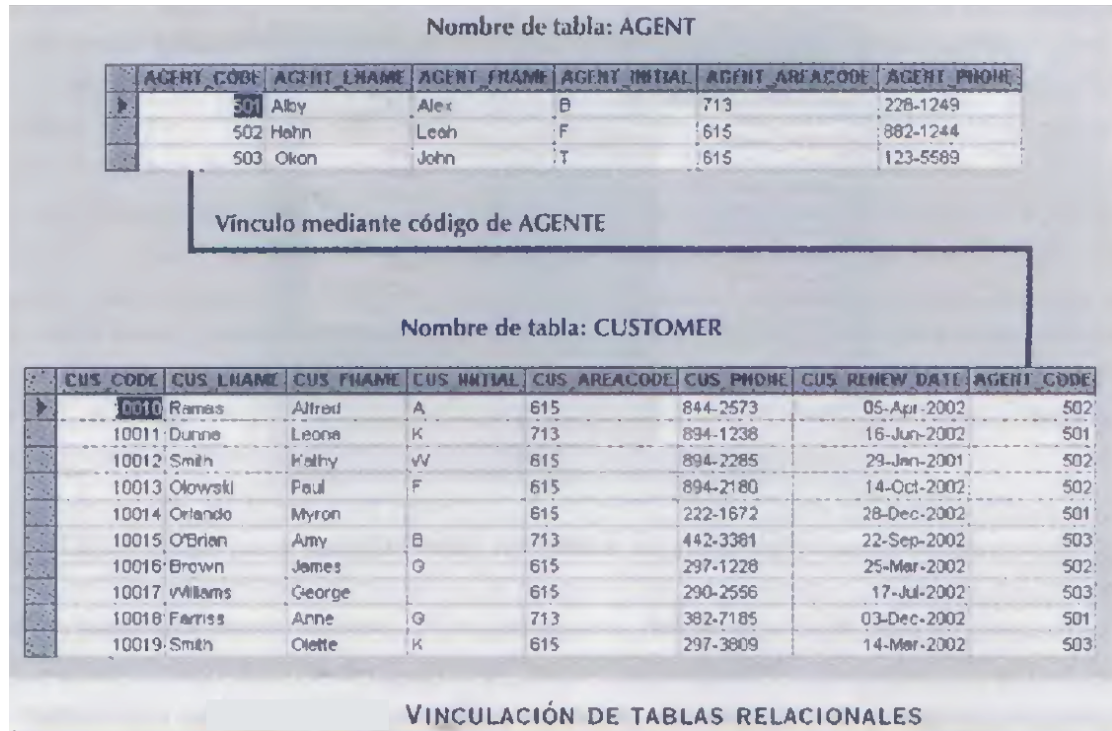 Nombre de tabla: AGENT
AGENT_CODE AGENT_LNAME AGENT_FNAME AGENT_INITIAL AGENT_AREACODE AGENT_PHONE
501 Alby Alex B 713 228-1249
502 Hahn Leah F 615 882-1244
503 Okon John T 615 123-5589
Vínculo mediante código de AGENTE
Nombre de tabla: CUSTOMER
CUS_CODE CUS_LNAME CUS_FNAME CUS_INITIAL CUS_AREACODE CUS_PHONE CUS_RENEW_DATE AGENT_CODE
10010 Ramas Alfred A 615 844-2573 05-Apr-2002 502
10011 Dunne Leona K 713 894-1238 16-Jun-2002 501
10012 Smith Kathy W 615 894-2285 29-Jan-2001 502
10013 Olowski Paul F 615 894-2180 14-Oct-2002 502
10014 Orlando Myron 615 222-1672 28-Dec-2002 501
10015 O'Brian Amy B 713 442-3381 22-Sep-2002 503
10016 Brown James G 615 297-1228 25-Mar-2002 502
10017 Williams George 615 290-2556 17-Jul-2002 503
10018 Farriss Anne G 713 382-7185 03-Dec-2002 501
10019 Smith Olette K 615 297-3809 14-Mar-2002 503
VINCULACIÓN DE TABLAS RELACIONALES